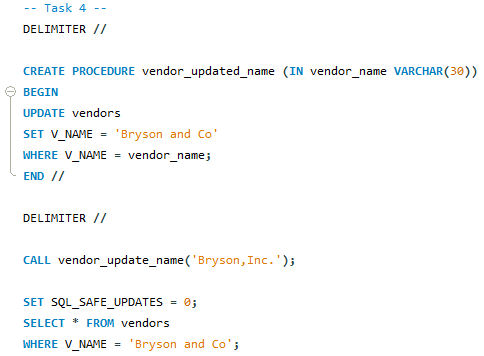 -- Task 4 --
DELIMITER //
CREATE PROCEDURE vendor_updated_name (IN vendor_name VARCHAR(30))
BEGIN
UPDATE vendors
SET V_NAME = 'Bryson and Co'
WHERE V_NAME = vendor_name;
END //
DELIMITER //
CALL vendor_update_name('Bryson,Inc.');
SET SQL_SAFE_UPDATES = 0;
SELECT * FROM vendors
WHERE V_NAME = 'Bryson and Co';